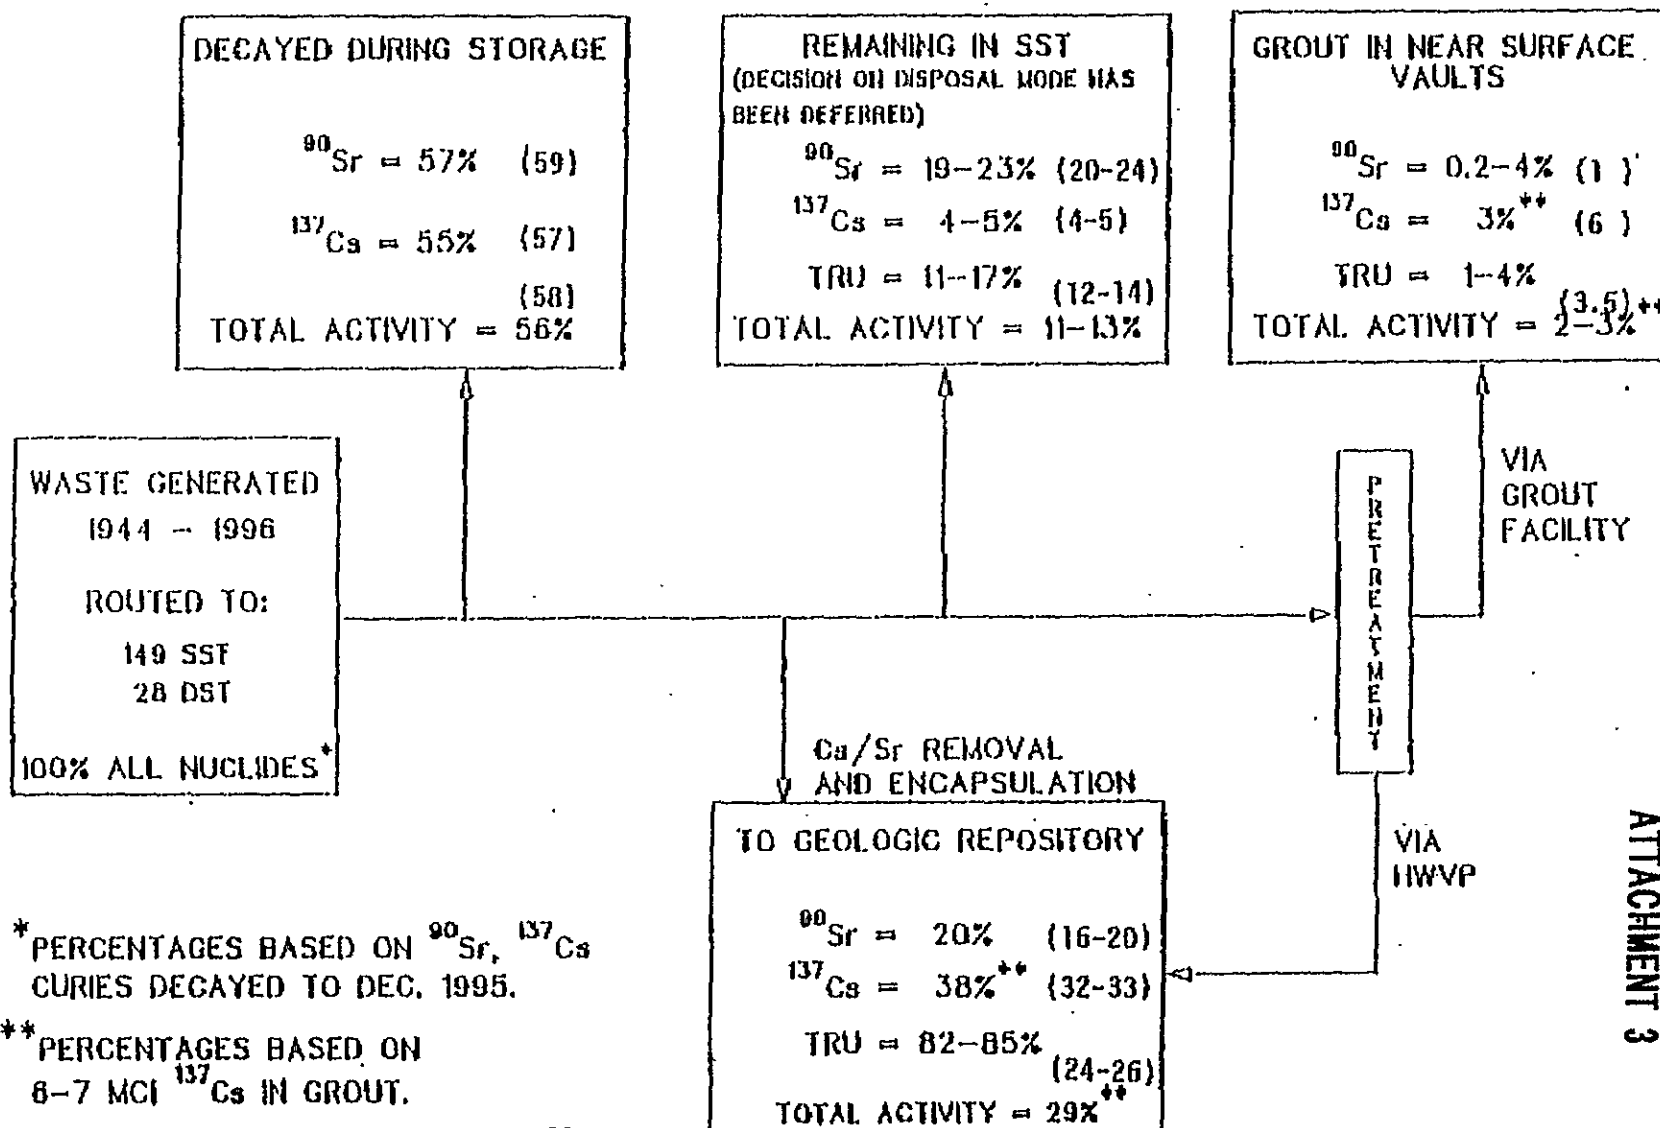 DECAYED DURING STORAGE
90Sr = 57% (59)
137Cs = 55% (57)
(58)
TOTAL ACTIVITY = 56%
REMAINING IN SST
(DECISION ON DISPOSAL MODE HAS
BEEN DEFERRED)
90Sr = 19-23% (20-24)
137Cs = 4-5% (4-5)
TRU = 11-17%
(12-14)
TOTAL ACTIVITY = 11-13%
GROUT IN NEAR SURFACE
VAULTS
90Sr = 0.2-4% (1 )
137Cs = 3%** (6 )
TRU = 1-4%
(3.5)
TOTAL ACTIVITY = 2-3%**
WASTE GENERATED
1944 - 1996
ROUTED TO:
149 SST
28 DST
100% ALL NUCLIDES*
PRETREATMENT
VIA
GROUT
FACILITY
Cs/Sr REMOVAL
AND ENCAPSULATION
TO GEOLOGIC REPOSITORY
90Sr = 20% (16-20)
137Cs = 38%** (32-33)
TRU = 82-85%
(24-26)
TOTAL ACTIVITY = 29%**
VIA
HWVP
*PERCENTAGES BASED ON 90Sr, 137Cs
CURIES DECAYED TO DEC. 1995.
**PERCENTAGES BASED ON
6-7 MCI 137Cs IN GROUT.
ATTACHMENT 3